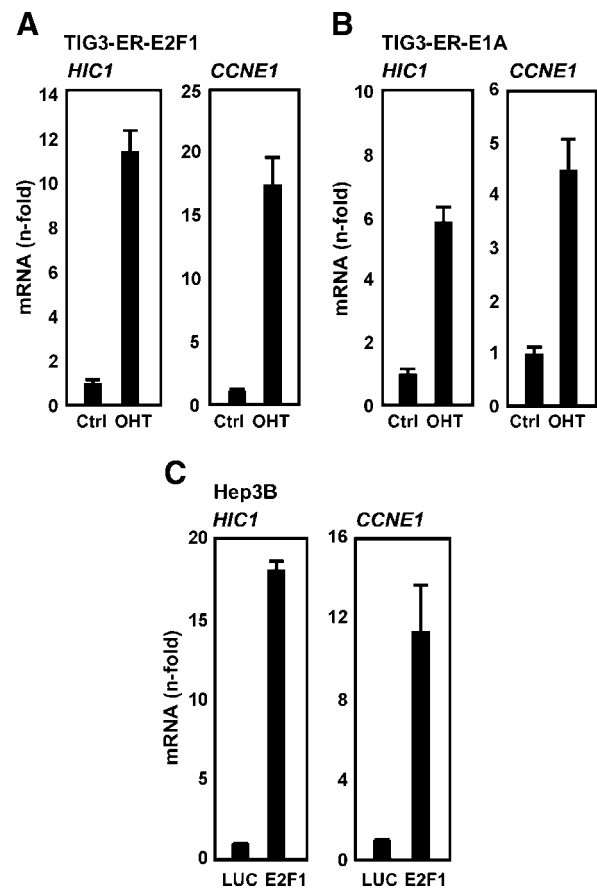 A
TIG3-ER-E2F1
HIC1 CCNE1
mRNA (n-fold)
14
12
10
8
6
4
2
0
Ctrl OHT
25
20
15
10
5
0
Ctrl OHT
B
TIG3-ER-E1A
HIC1 CCNE1
mRNA (n-fold)
10
8
6
4
2
0
Ctrl OHT
6
5
4
3
2
1
0
Ctrl OHT
C
Hep3B
HIC1 CCNE1
mRNA (n-fold)
20
15
10
5
0
LUC E2F1
16
12
8
4
0
LUC E2F1